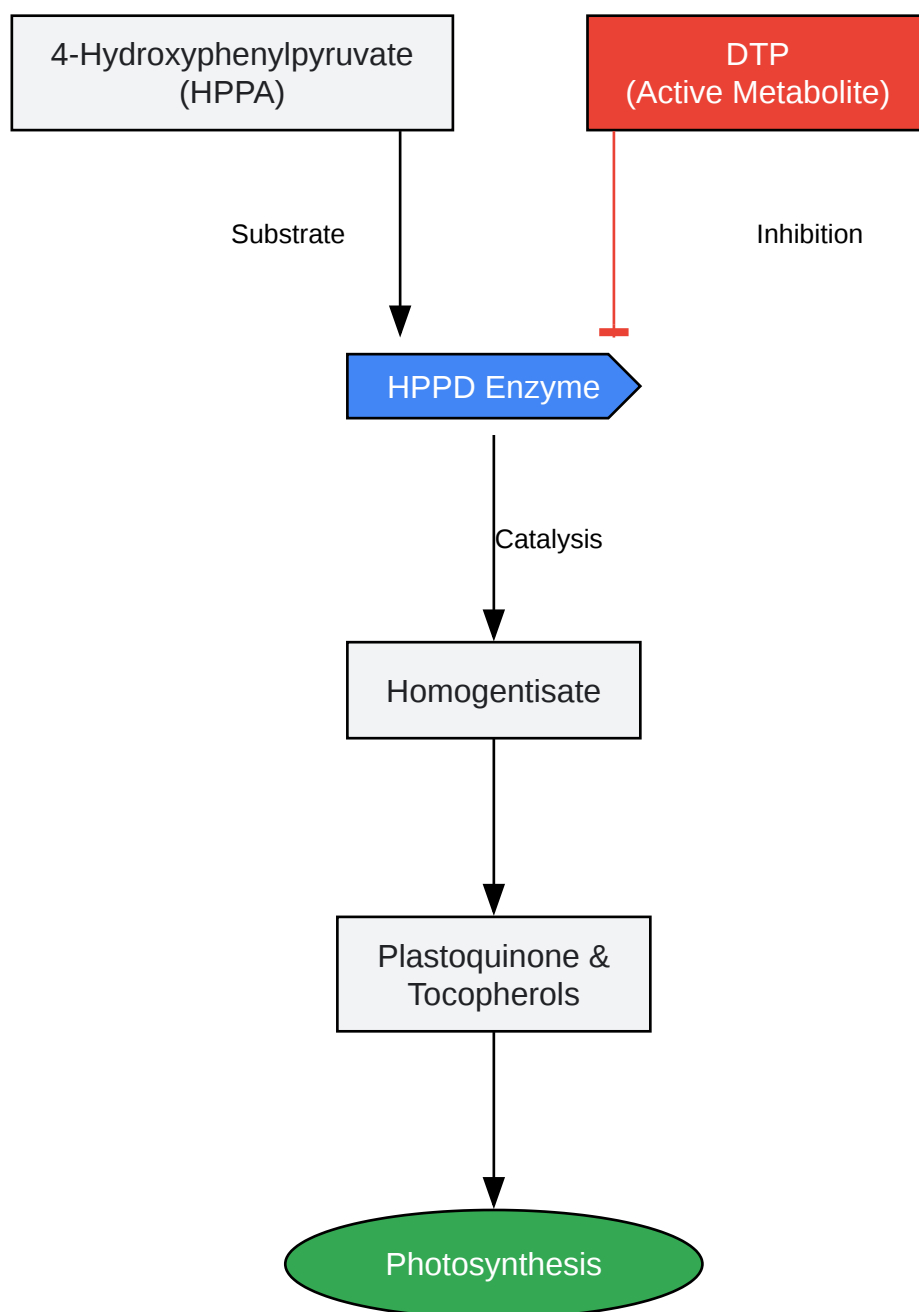 4-Hydroxyphenylpyruvate
(HPPA)
DTP
(Active Metabolite)
Substrate
Inhibition
HPPD Enzyme
Catalysis
Homogentisate
Plastoquinone &
Tocopherols
Photosynthesis